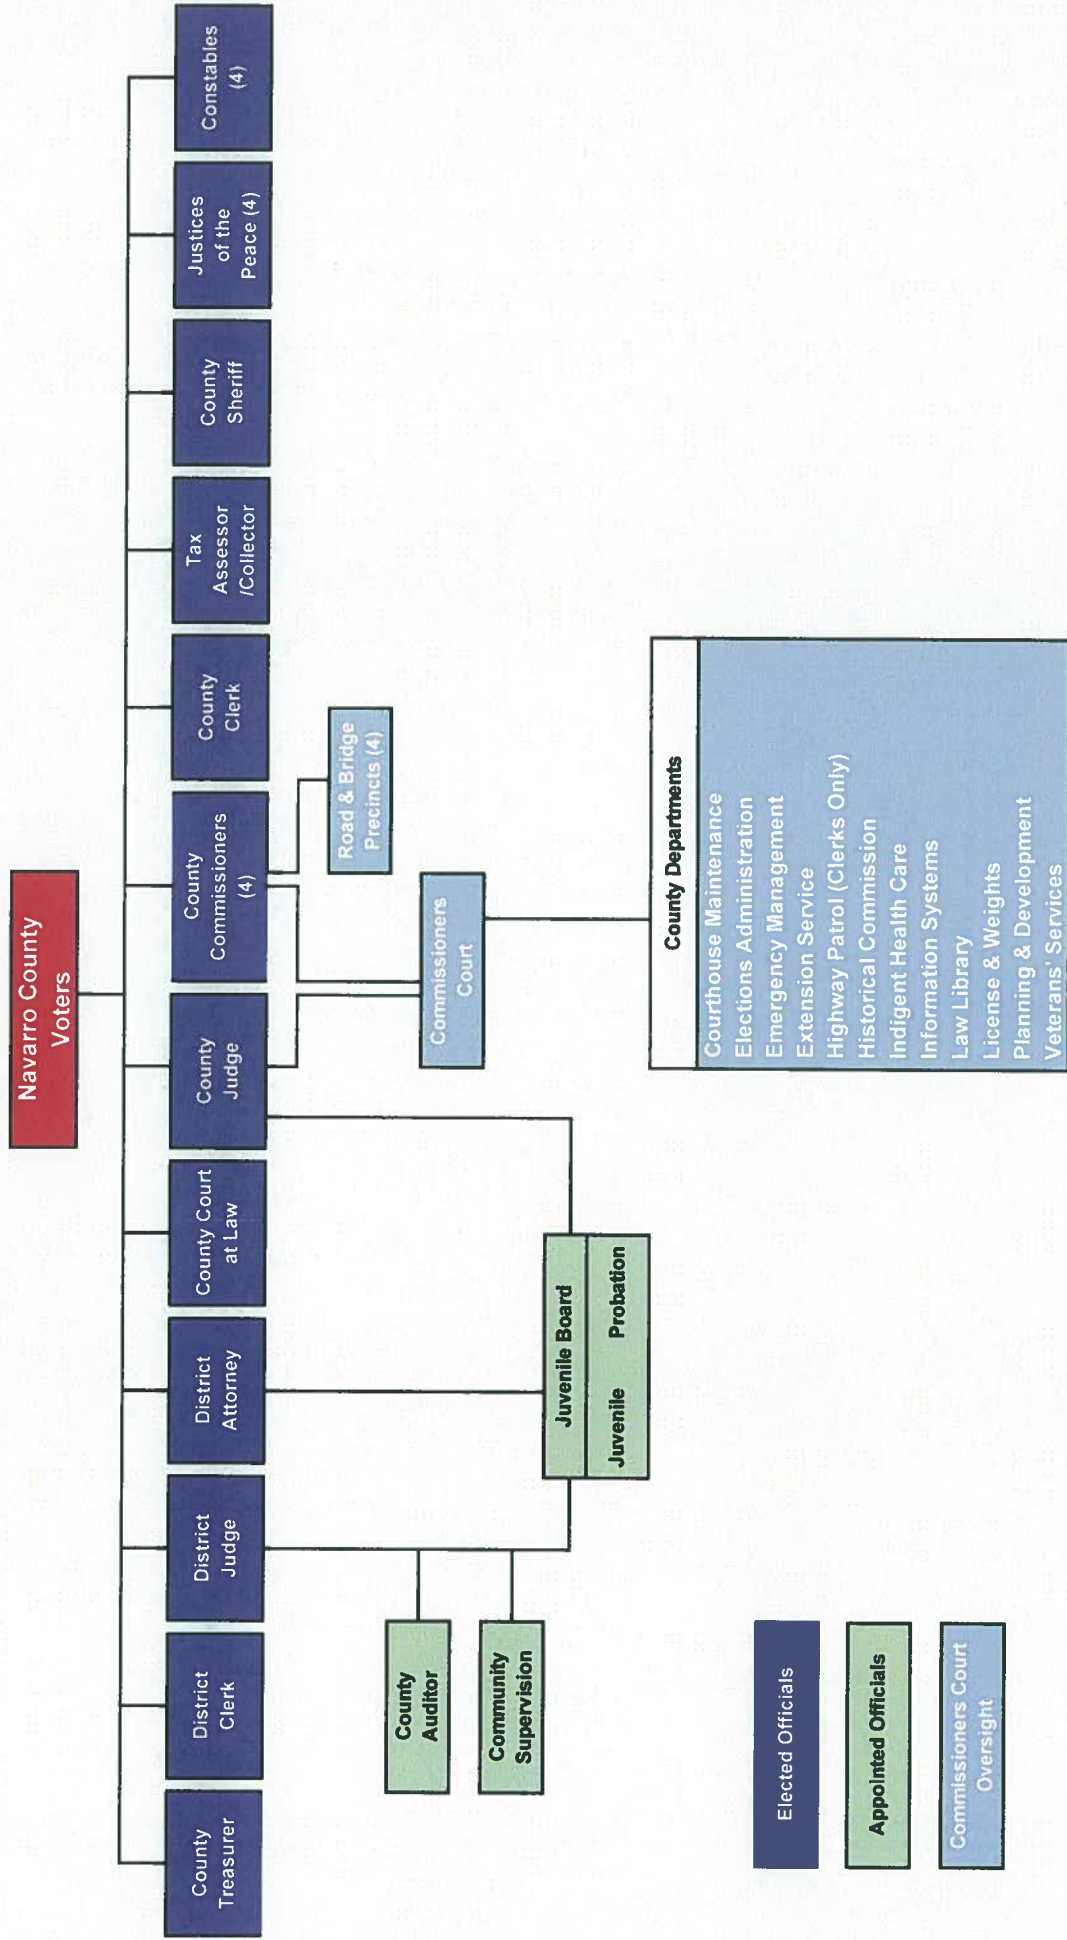 Navarro County
Voters
County
Treasurer
District
Clerk
District
Judge
District
Attorney
County Court
at Law
County
Judge
County
Commissioners
(4)
County
Clerk
Tax
Assessor
/Collector
County
Sheriff
Justices
of the
Peace (4)
Constables
(4)
Road & Bridge
Precincts (4)
County
Auditor
Commissioners
Court
Community
Supervision
Juvenile Board
Juvenile Probation
County Departments
Courthouse Maintenance
Elections Administration
Emergency Management
Extension Service
Highway Patrol (Clerks Only)
Historical Commission
Indigent Health Care
Information Systems
Law Library
License & Weights
Planning & Development
Veterans' Services
Elected Officials
Appointed Officials
Commissioners Court
Oversight